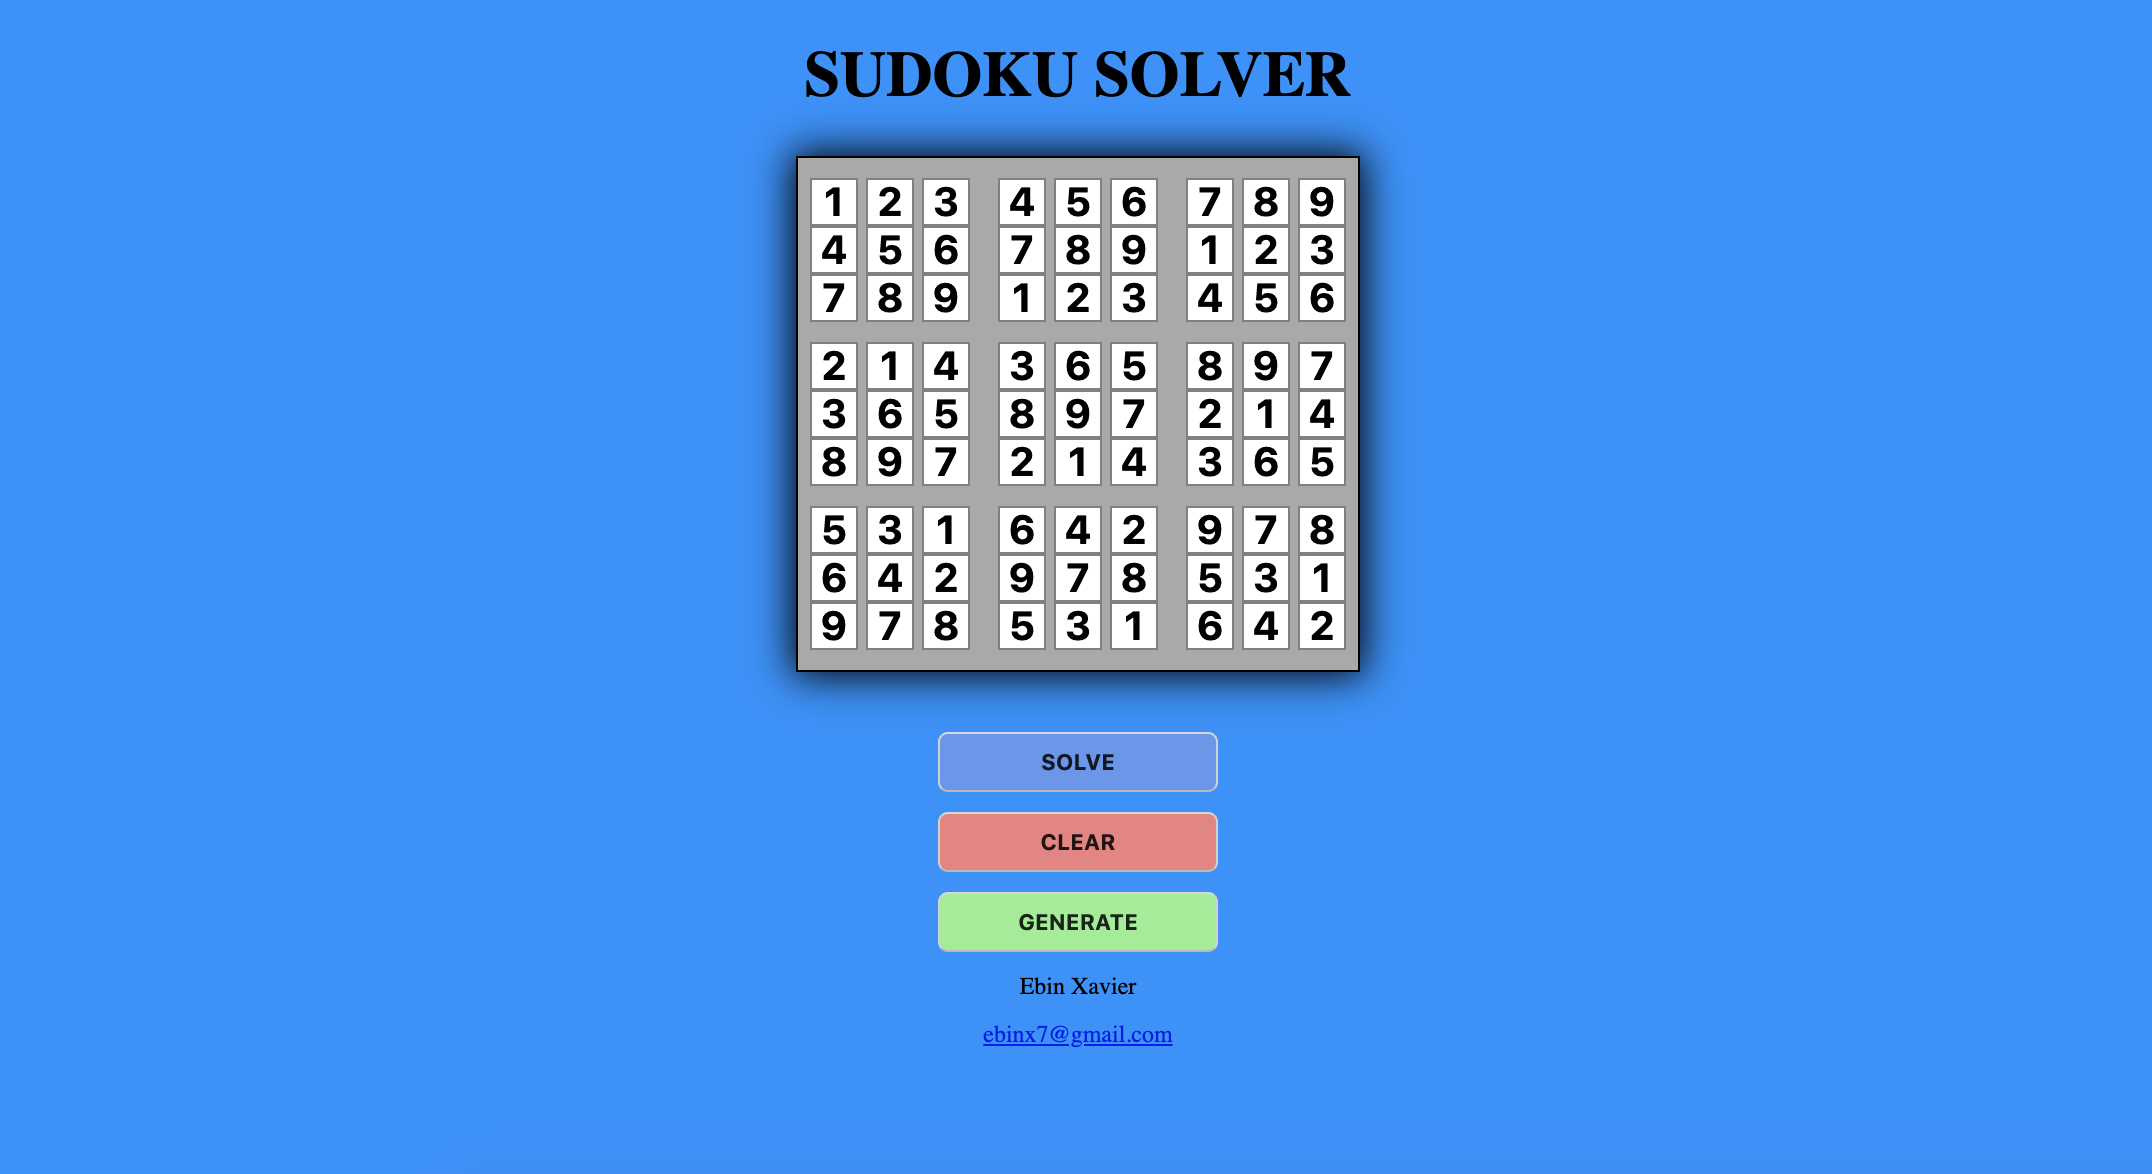 SUDOKU SOLVER
1 2 3 4 5 6 7 8 9
4 5 6 7 8 9 1 2 3
7 8 9 1 2 3 4 5 6
2 1 4 3 6 5 8 9 7
3 6 5 8 9 7 2 1 4
8 9 7 2 1 4 3 6 5
5 3 1 6 4 2 9 7 8
6 4 2 9 7 8 5 3 1
9 7 8 5 3 1 6 4 2
SOLVE
CLEAR
GENERATE
Ebin Xavier
ebinx7@gmail.com